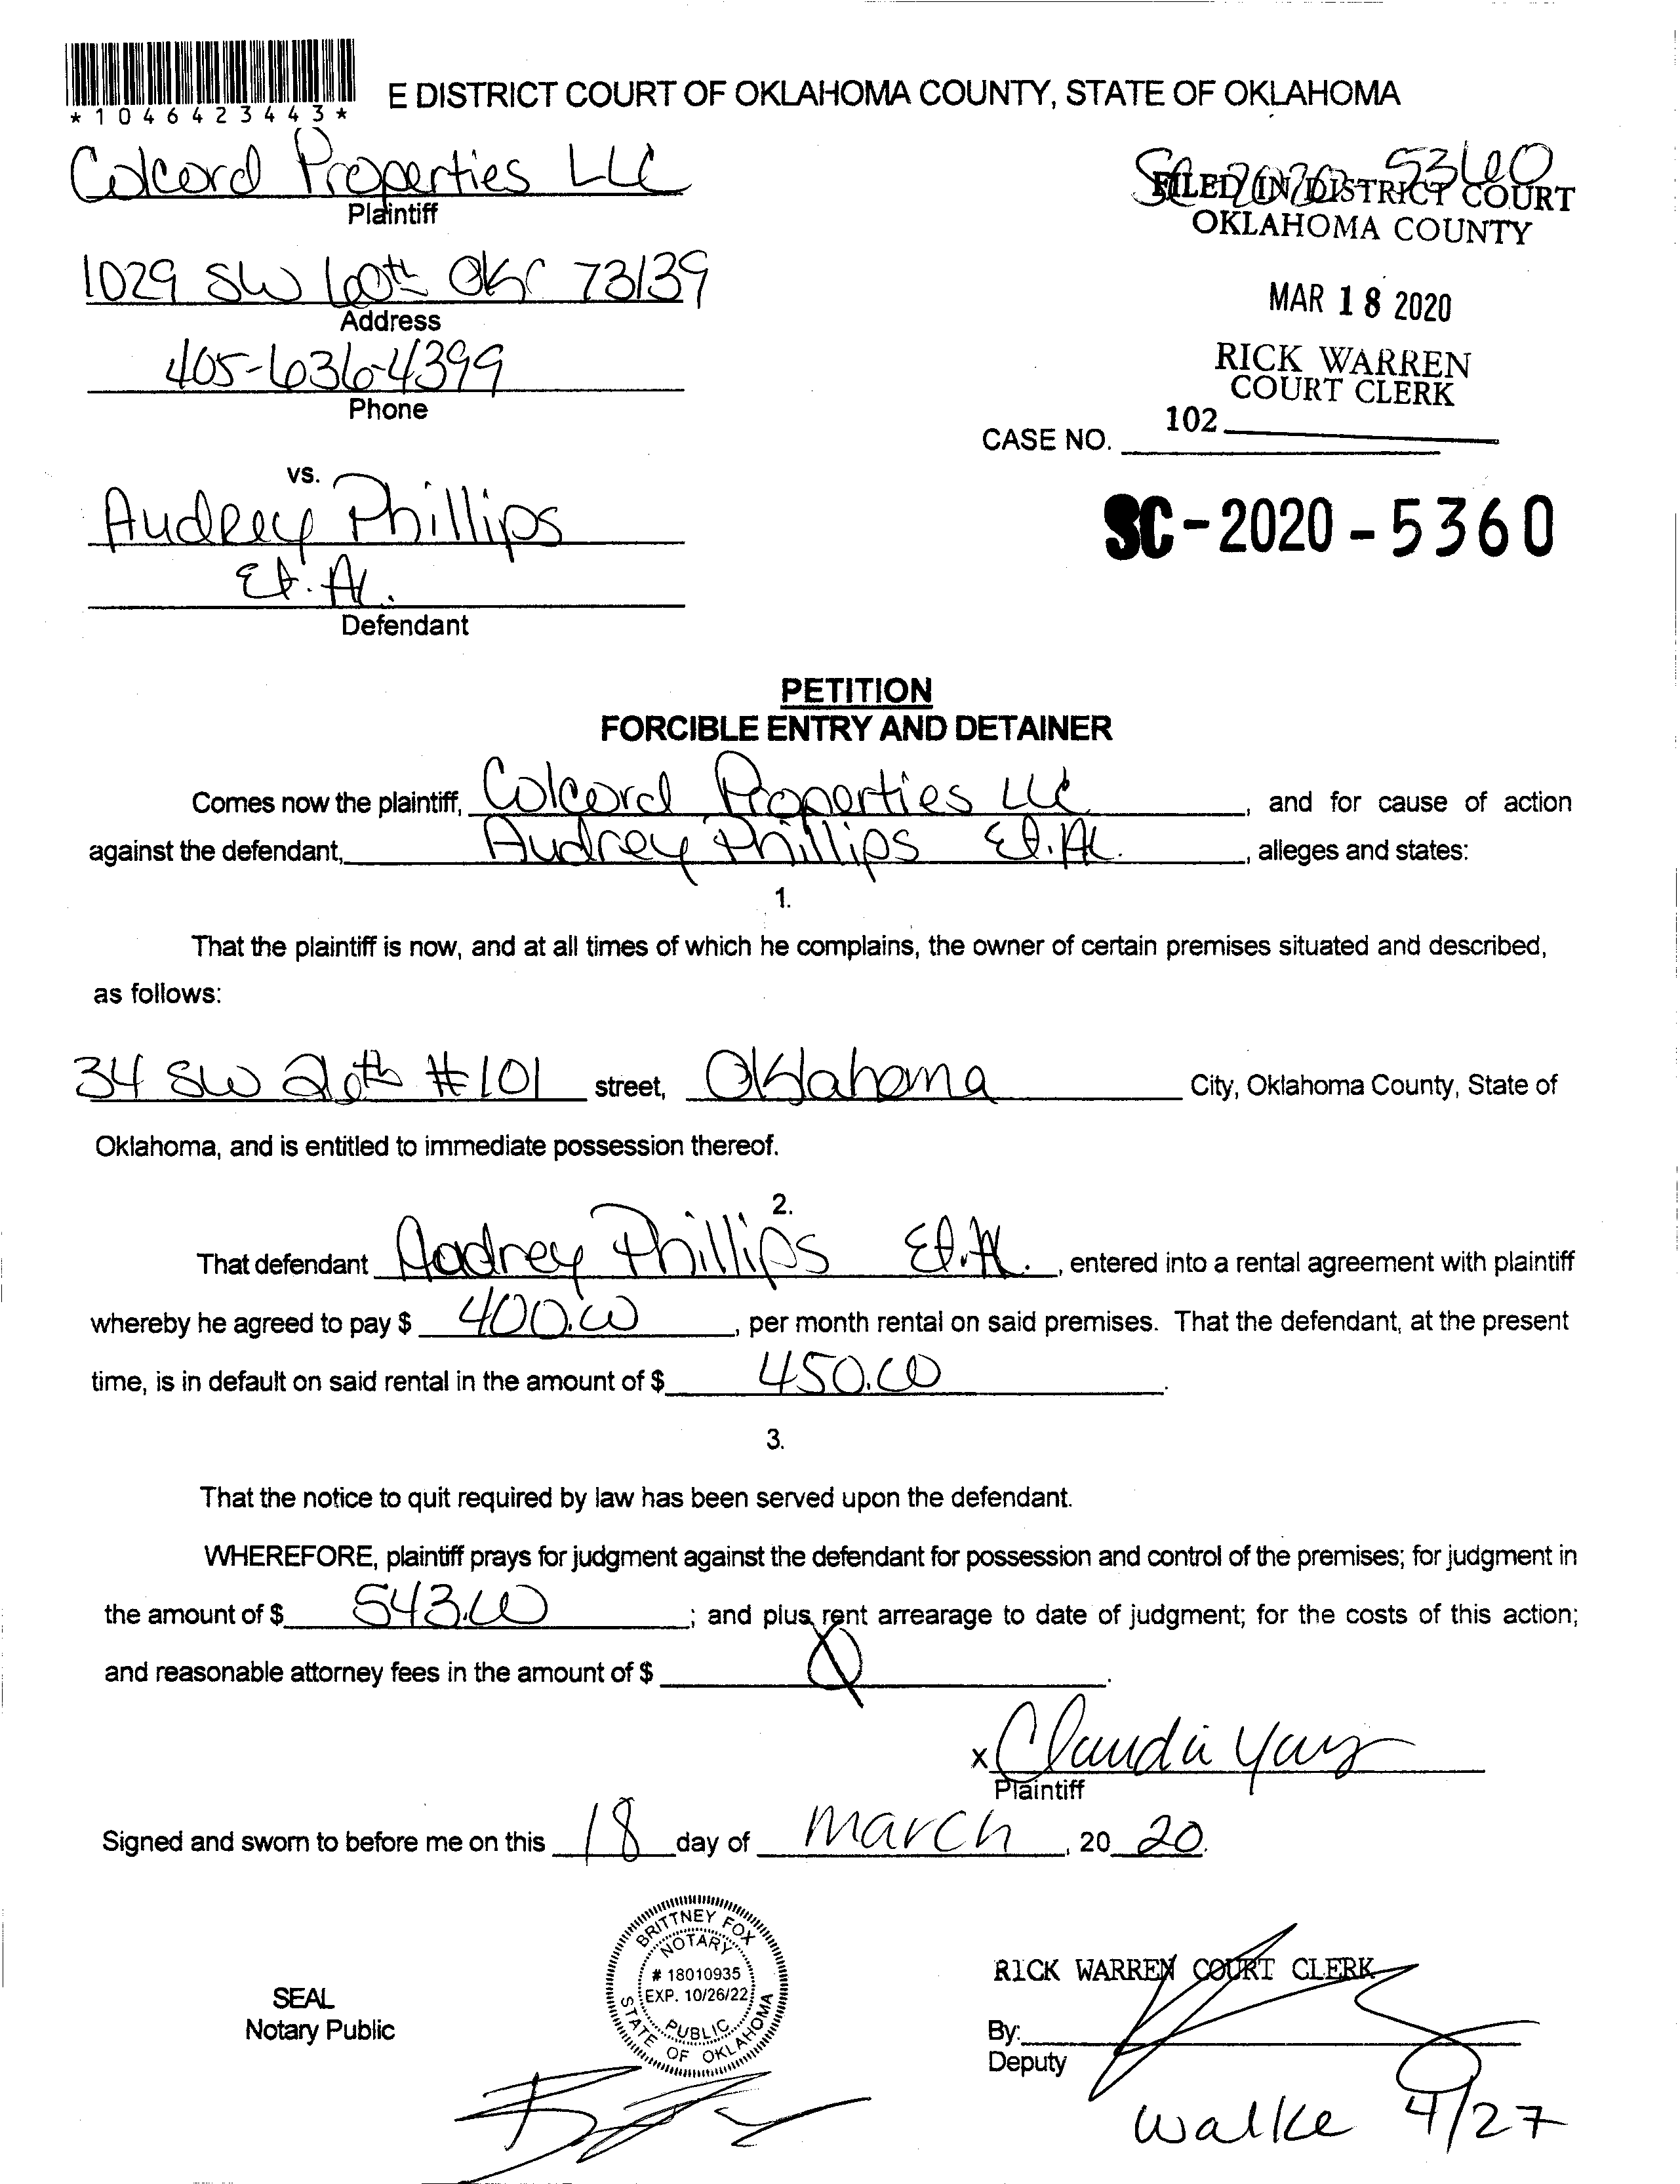 *1046423443*
E DISTRICT COURT OF OKLAHOMA COUNTY, STATE OF OKLAHOMA
Colcord Properties LLC
Plaintiff
SC-2020-5360
FILED IN DISTRICT COURT
OKLAHOMA COUNTY
1029 SW 60th OKC 73139
Address
MAR 18 2020
405-636-4399
Phone
RICK WARREN
COURT CLERK
102
CASE NO.
vs.
Audrey Phillips
SC-2020-5360
Et. Al.
Defendant
PETITION
FORCIBLE ENTRY AND DETAINER
Comes now the plaintiff, Colcord Properties LLC, and for cause of action
against the defendant, Audrey Phillips Et. Al., alleges and states:
1.
That the plaintiff is now, and at all times of which he complains, the owner of certain premises situated and described,
as follows:
34 SW 20th #101 street, Oklahoma City, Oklahoma County, State of
Oklahoma, and is entitled to immediate possession thereof.
2.
That defendant Audrey Phillips Et. Al., entered into a rental agreement with plaintiff
whereby he agreed to pay $ 400.00, per month rental on said premises. That the defendant, at the present
time, is in default on said rental in the amount of $ 450.00.
3.
That the notice to quit required by law has been served upon the defendant.
WHEREFORE, plaintiff prays for judgment against the defendant for possession and control of the premises; for judgment in
the amount of $ 543.00; and plus rent arrearage to date of judgment; for the costs of this action;
and reasonable attorney fees in the amount of $ 0.
x Claudia
Plaintiff
Signed and sworn to before me on this 18 day of March, 20 20.
BRITTNEY FOX
NOTARY
# 18010935
EXP. 10/26/22
PUBLIC
STATE OF OKLAHOMA
SEAL
Notary Public
RICK WARREN COURT CLERK
By:
Deputy
Walke 4/27